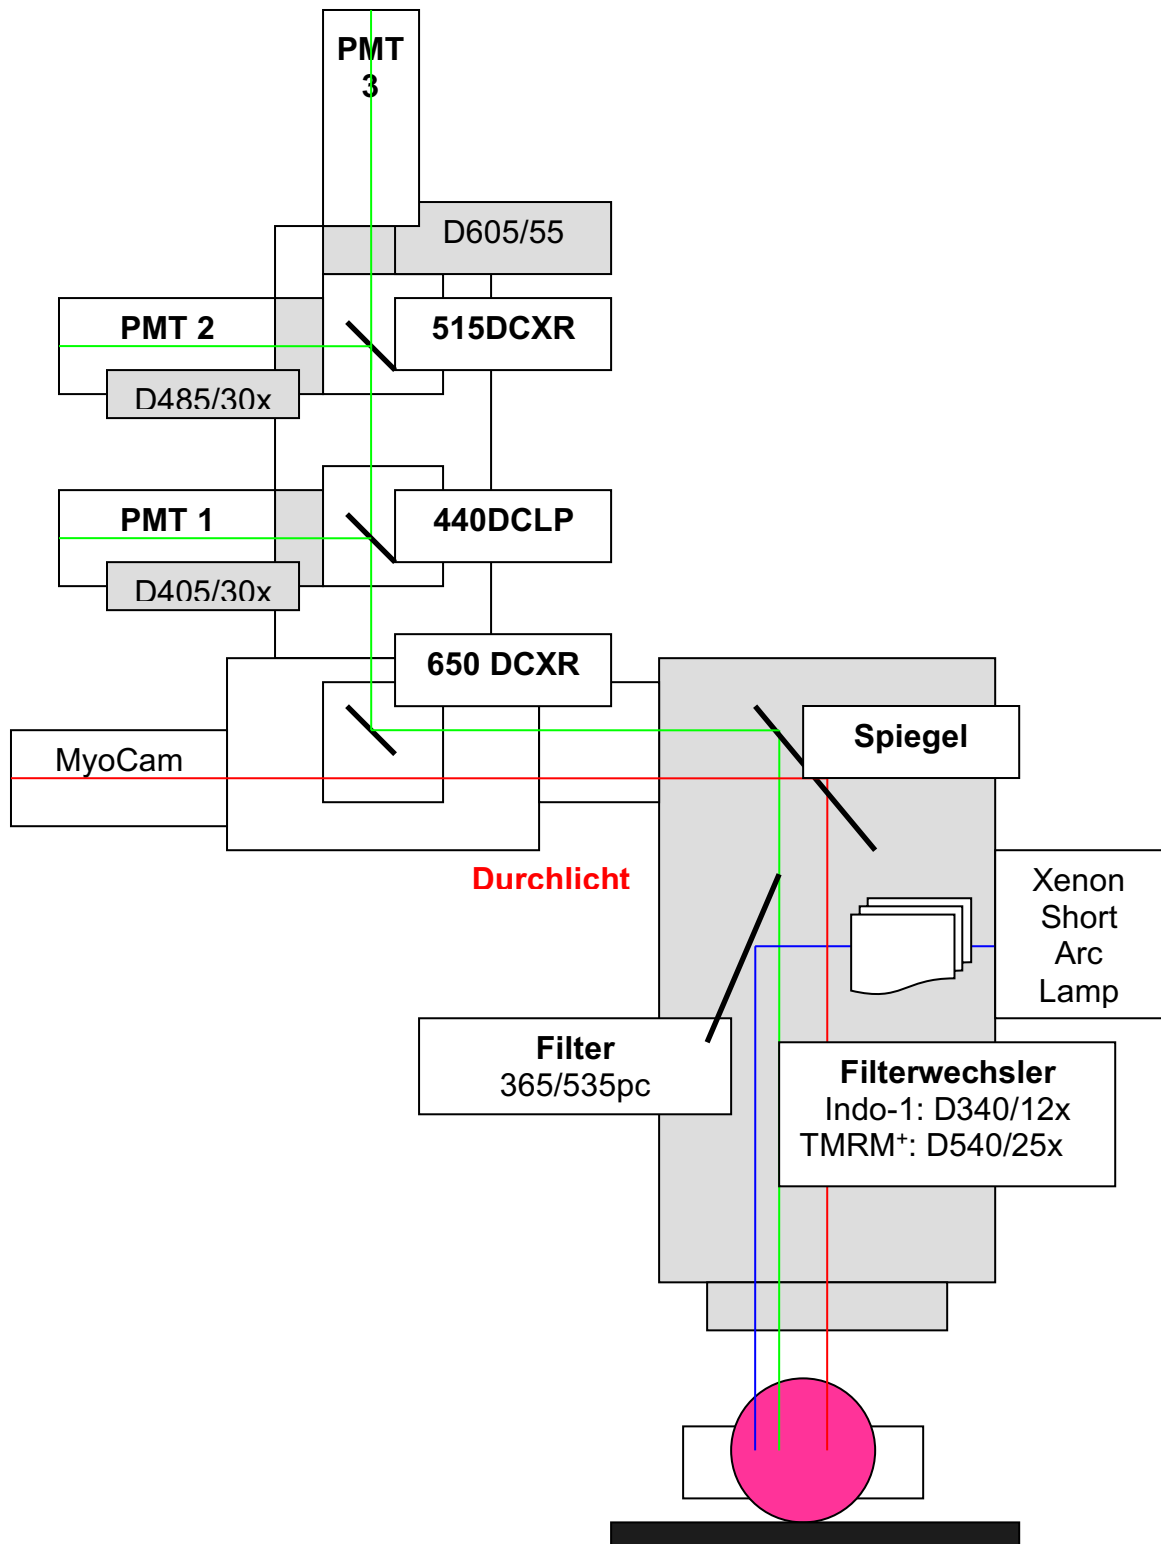 PMT
3
D605/55
PMT 2
515DCXR
D485/30x
PMT 1
440DCLP
D405/30x
650 DCXR
Spiegel
MyoCam
Durchlicht
Xenon
Short
Arc
Lamp
Filter
365/535pc
Filterwechsler
Indo-1: D340/12x
TMRM⁺: D540/25x